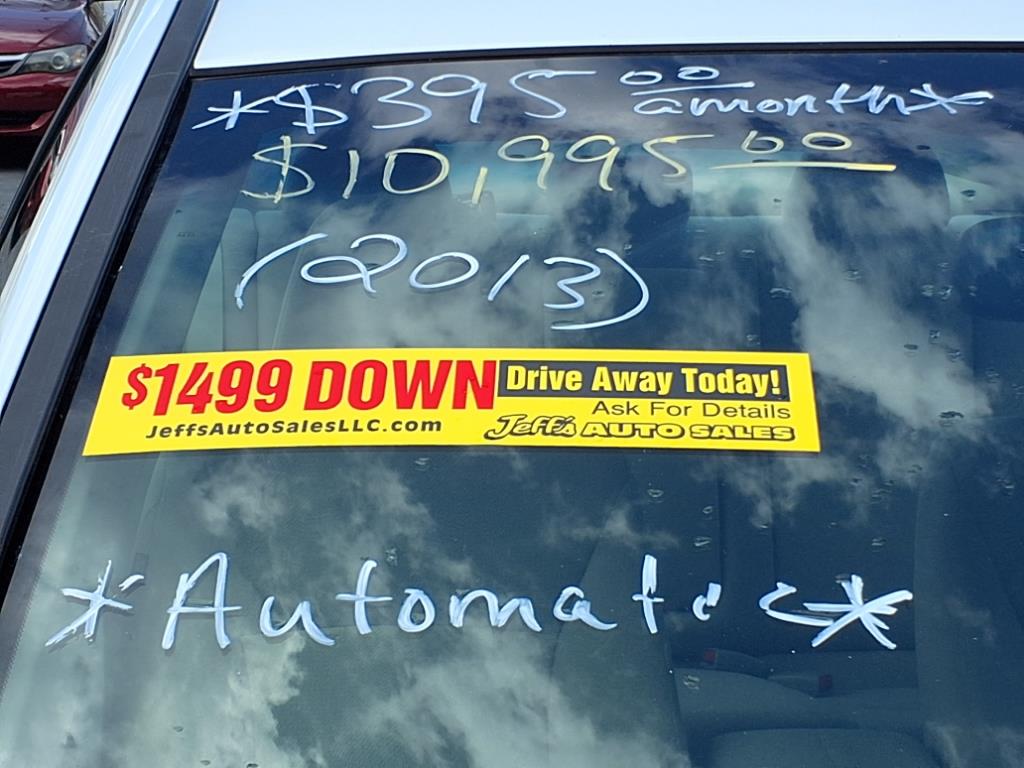 *$395 00 a month*
$10,995 00
(2013)
$1499 DOWN Drive Away Today!
Ask For Details
JeffsAutoSalesLLC.com Jeff's AUTO SALES
*Automatic*